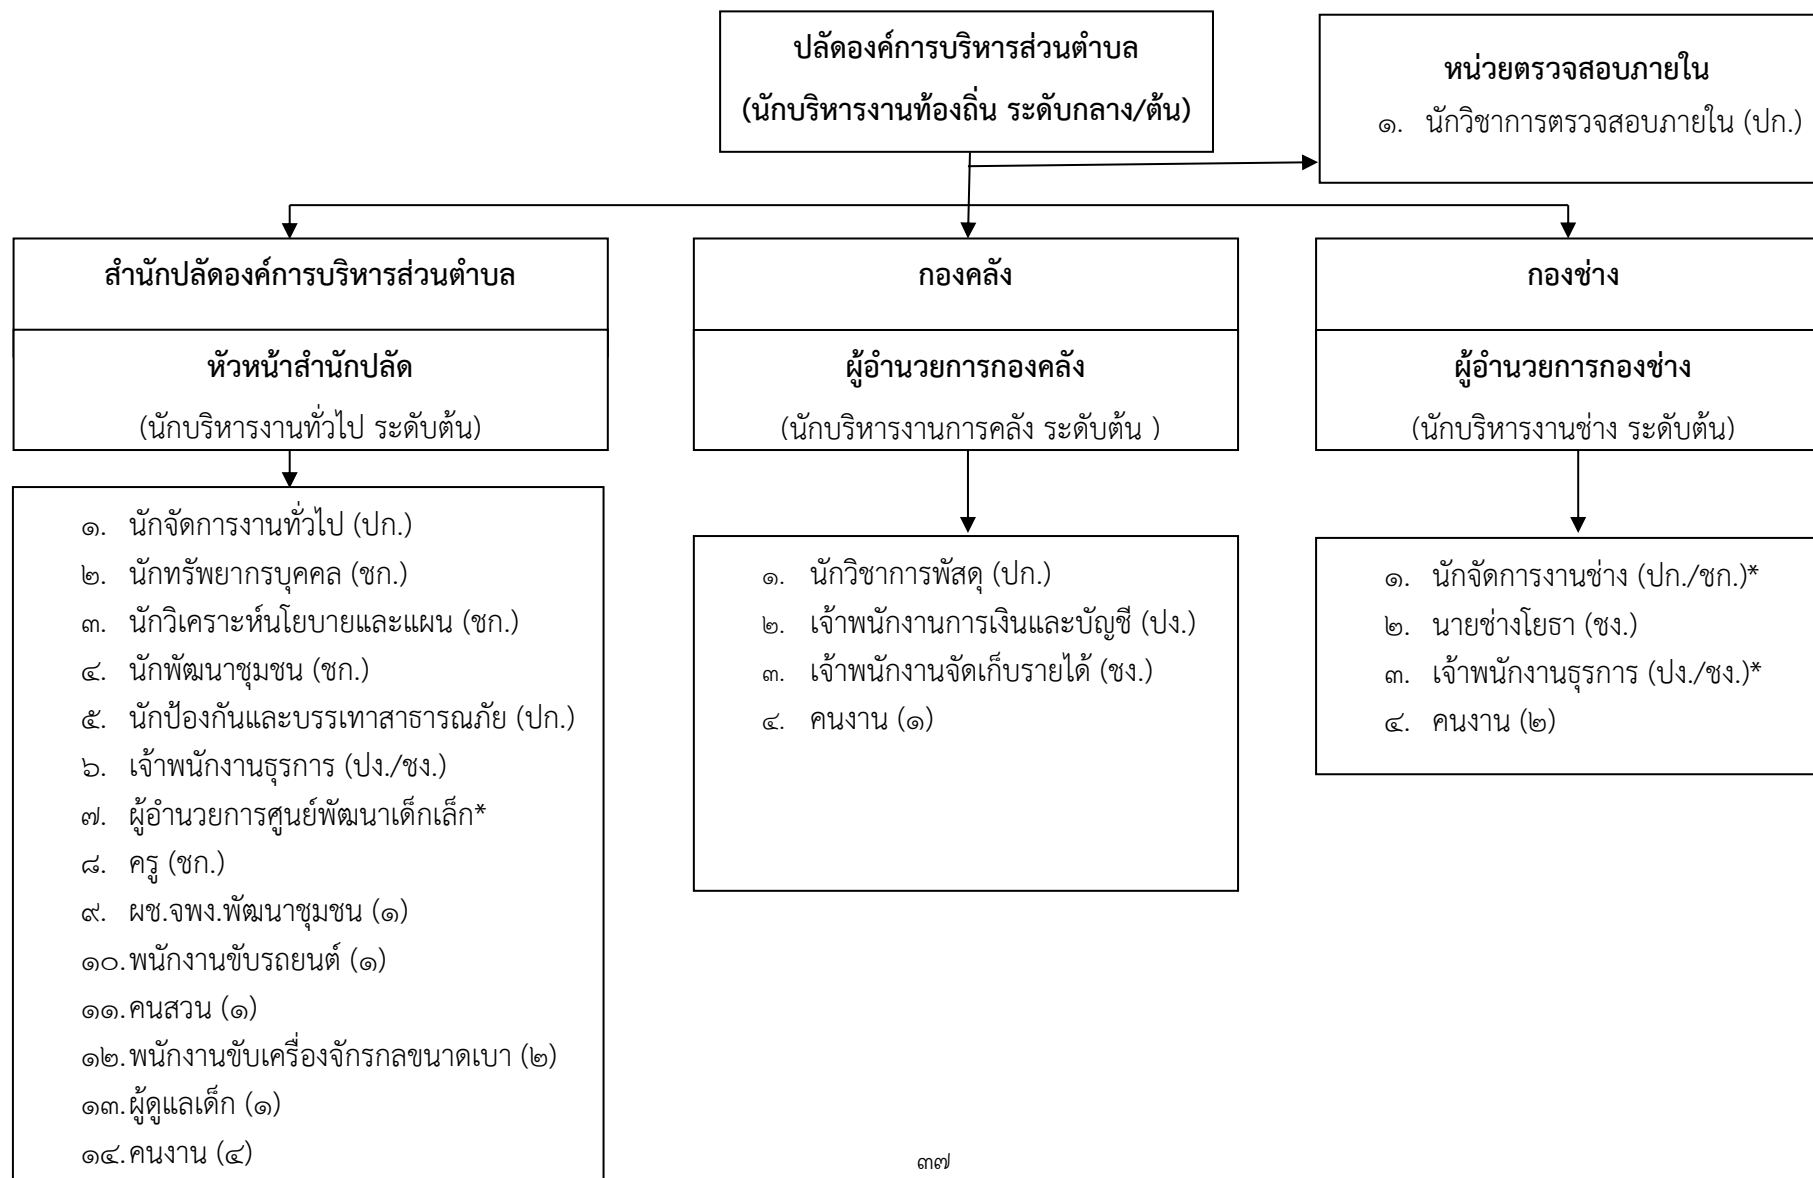 ปลัดองค์การบริหารส่วนตำบล
(นักบริหารงานท้องถิ่น ระดับกลาง/ต้น)
หน่วยตรวจสอบภายใน
๑. นักวิชาการตรวจสอบภายใน (ปก.)
สำนักปลัดองค์การบริหารส่วนตำบล
หัวหน้าสำนักปลัด
(นักบริหารงานทั่วไป ระดับต้น)
๑. นักจัดการงานทั่วไป (ปก.)
๒. นักทรัพยากรบุคคล (ชก.)
๓. นักวิเคราะห์นโยบายและแผน (ชก.)
๔. นักพัฒนาชุมชน (ชก.)
๕. นักป้องกันและบรรเทาสาธารณภัย (ปก.)
๖. เจ้าพนักงานธุรการ (ปง./ชง.)
๗. ผู้อำนวยการศูนย์พัฒนาเด็กเล็ก*
๘. ครู (ชก.)
๙. ผช.จพง.พัฒนาชุมชน (๑)
๑๐.พนักงานขับรถยนต์ (๑)
๑๑.คนสวน (๑)
๑๒.พนักงานขับเครื่องจักรกลขนาดเบา (๒)
๑๓.ผู้ดูแลเด็ก (๑)
๑๔.คนงาน (๔)
กองคลัง
ผู้อำนวยการกองคลัง
(นักบริหารงานการคลัง ระดับต้น )
๑. นักวิชาการพัสดุ (ปก.)
๒. เจ้าพนักงานการเงินและบัญชี (ปง.)
๓. เจ้าพนักงานจัดเก็บรายได้ (ชง.)
๔. คนงาน (๑)
กองช่าง
ผู้อำนวยการกองช่าง
(นักบริหารงานช่าง ระดับต้น)
๑. นักจัดการงานช่าง (ปก./ชก.)*
๒. นายช่างโยธา (ชง.)
๓. เจ้าพนักงานธุรการ (ปง./ชง.)*
๔. คนงาน (๒)
๓๗